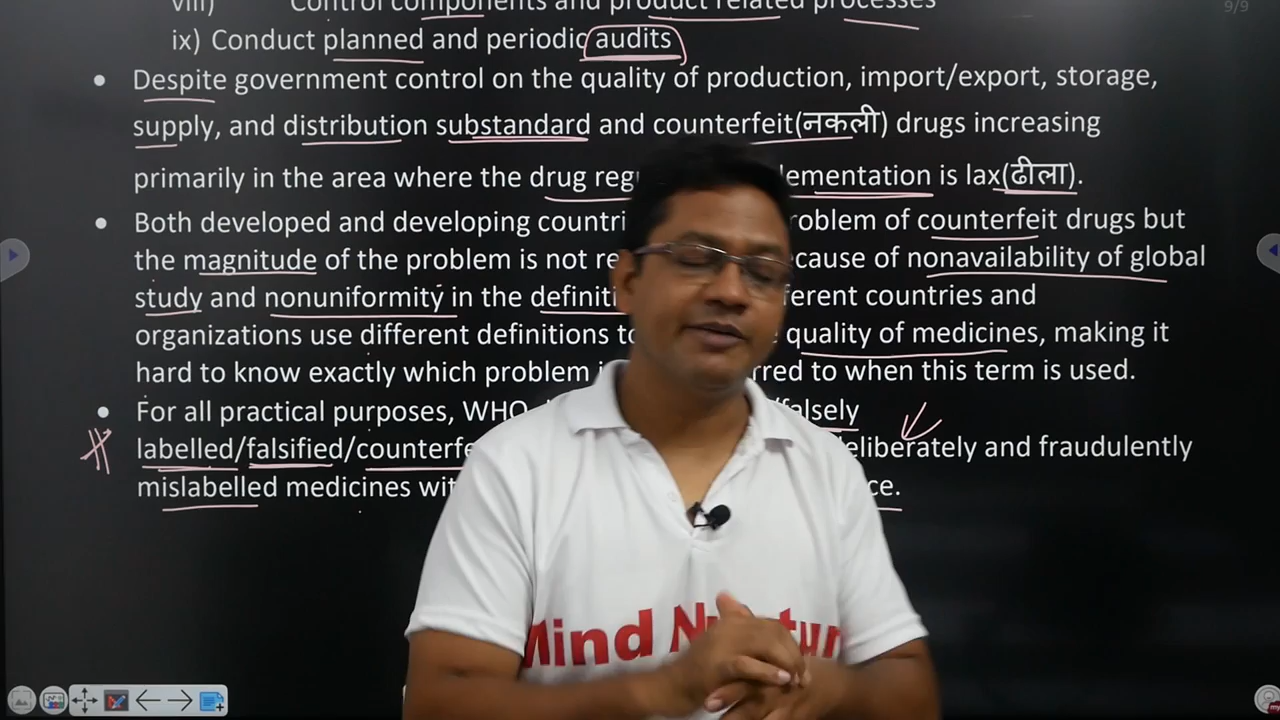 viii) Control components and product related processes
9/9
ix) Conduct planned and periodic audits
• Despite government control on the quality of production, import/export, storage,
supply, and distribution substandard and counterfeit(नकली) drugs increasing
primarily in the area where the drug reg lementation is lax(ढीला).
• Both developed and developing countri roblem of counterfeit drugs but
the magnitude of the problem is not re cause of nonavailability of global
study and nonuniformity in the definiti erent countries and
organizations use different definitions to quality of medicines, making it
hard to know exactly which problem i rred to when this term is used.
• For all practical purposes, WHO /falsely
labelled/falsified/counterfe eliberately and fraudulently
mislabelled medicines wit ce.
Mind N tur